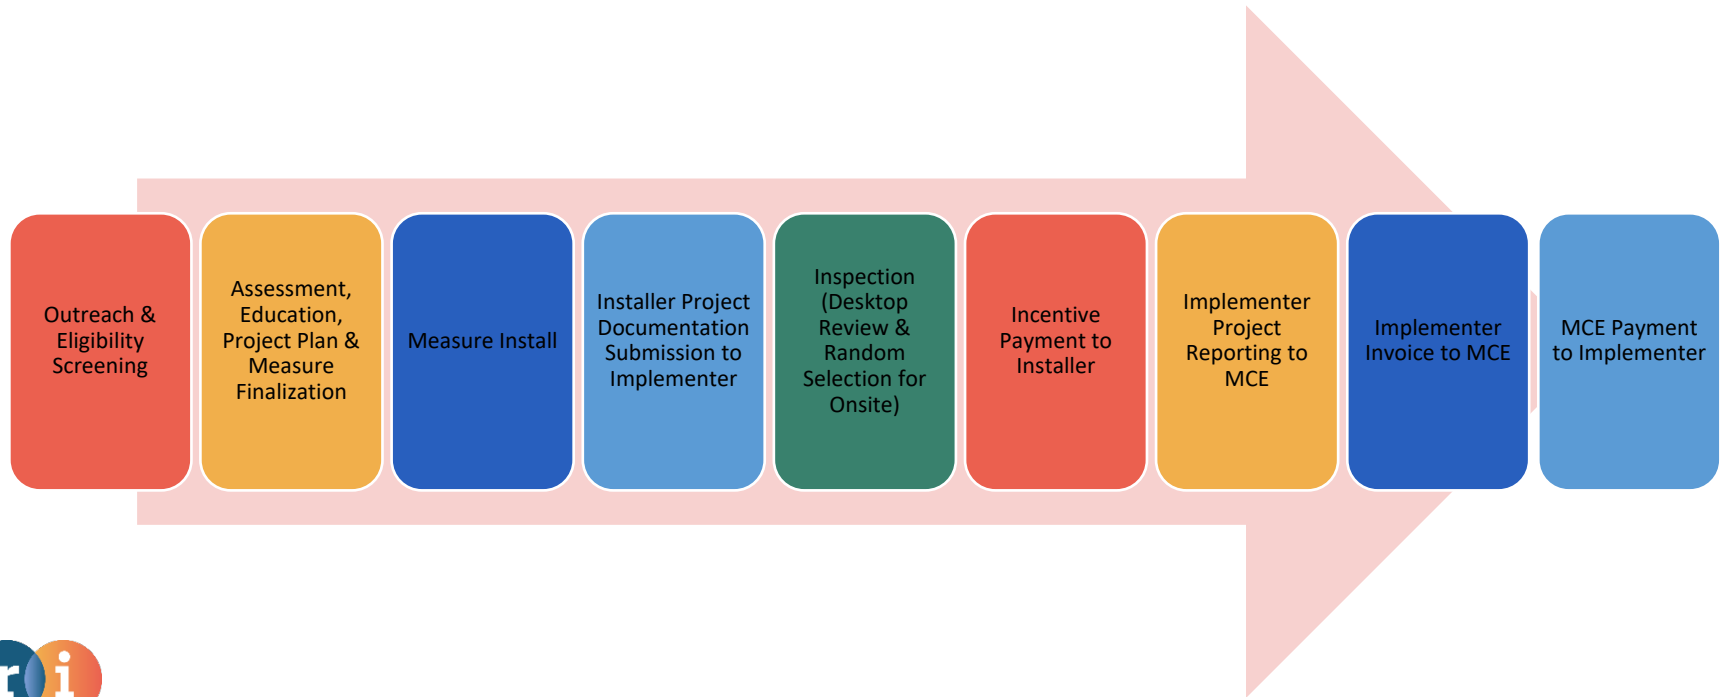 Outreach &
Eligibility
Screening
Assessment,
Education,
Project Plan &
Measure
Finalization
Measure Install
Installer Project
Documentation
Submission to
Implementer
Inspection
(Desktop
Review &
Random
Selection for
Onsite)
Incentive
Payment to
Installer
Implementer
Project
Reporting to
MCE
Implementer
Invoice to MCE
MCE Payment
to Implementer
r i